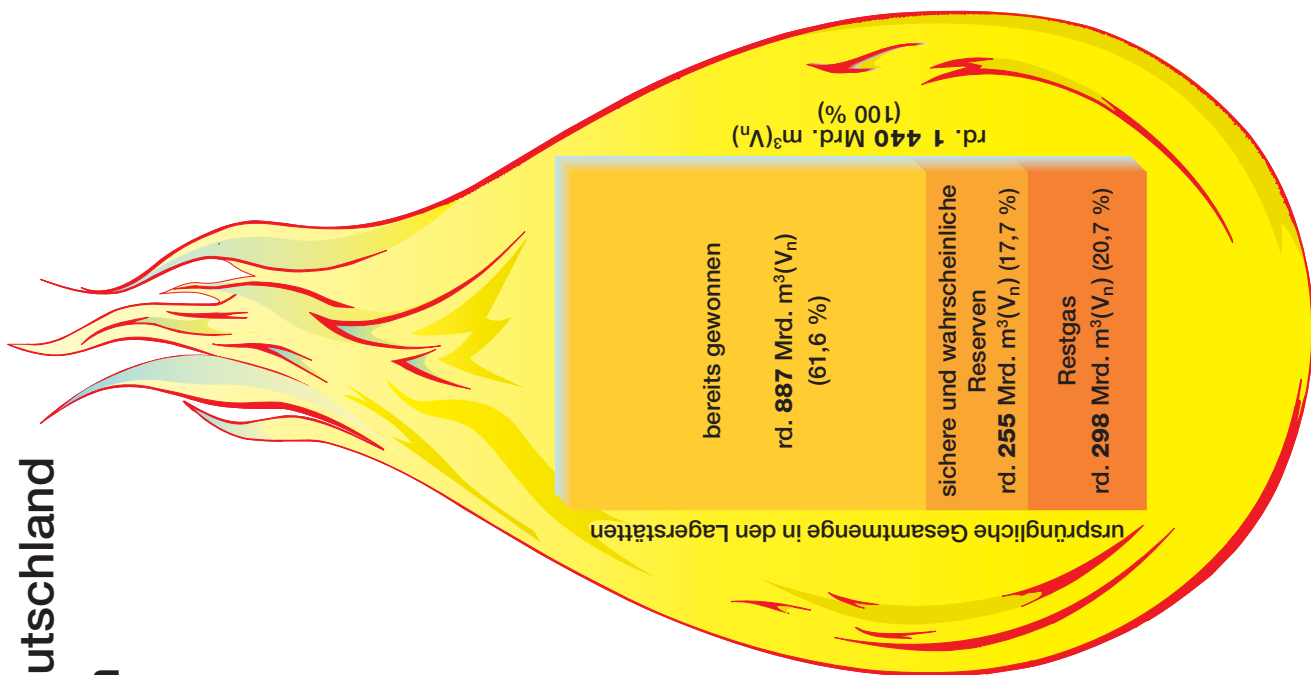 utschland
bereits gewonnen
rd. 887 Mrd. m³(Vₙ)
(61,6 %)
sichere und wahrscheinliche
Reserven
rd. 255 Mrd. m³(Vₙ) (17,7 %)
Restgas
rd. 298 Mrd. m³(Vₙ) (20,7 %)
ursprüngliche Gesamtmenge in den Lagerstätten
rd. 1 440 Mrd. m³(Vₙ)
(100 %)